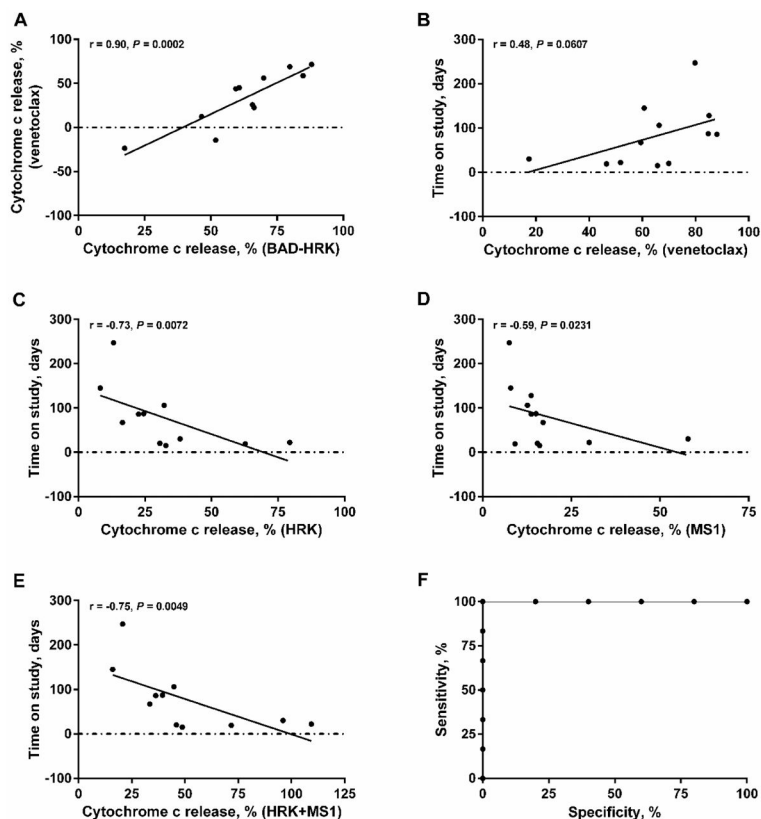 A
r = 0.90, P = 0.0002
Cytochrome c release, %
(venetoclax)
100
50
0
-50
-100
0 25 50 75 100
Cytochrome c release, % (BAD-HRK)
B
r = 0.48, P = 0.0607
Time on study, days
300
200
100
0
-100
0 20 40 60 80 100
Cytochrome c release, % (venetoclax)
C
r = -0.73, P = 0.0072
Time on study, days
300
200
100
0
-100
0 25 50 75 100
Cytochrome c release, % (HRK)
D
r = -0.59, P = 0.0231
Time on study, days
300
200
100
0
-100
0 25 50 75
Cytochrome c release, % (MS1)
E
r = -0.75, P = 0.0049
Time on study, days
300
200
100
0
-100
0 25 50 75 100 125
Cytochrome c release, % (HRK+MS1)
F
Sensitivity, %
100
75
50
25
0
0 25 50 75 100
Specificity, %